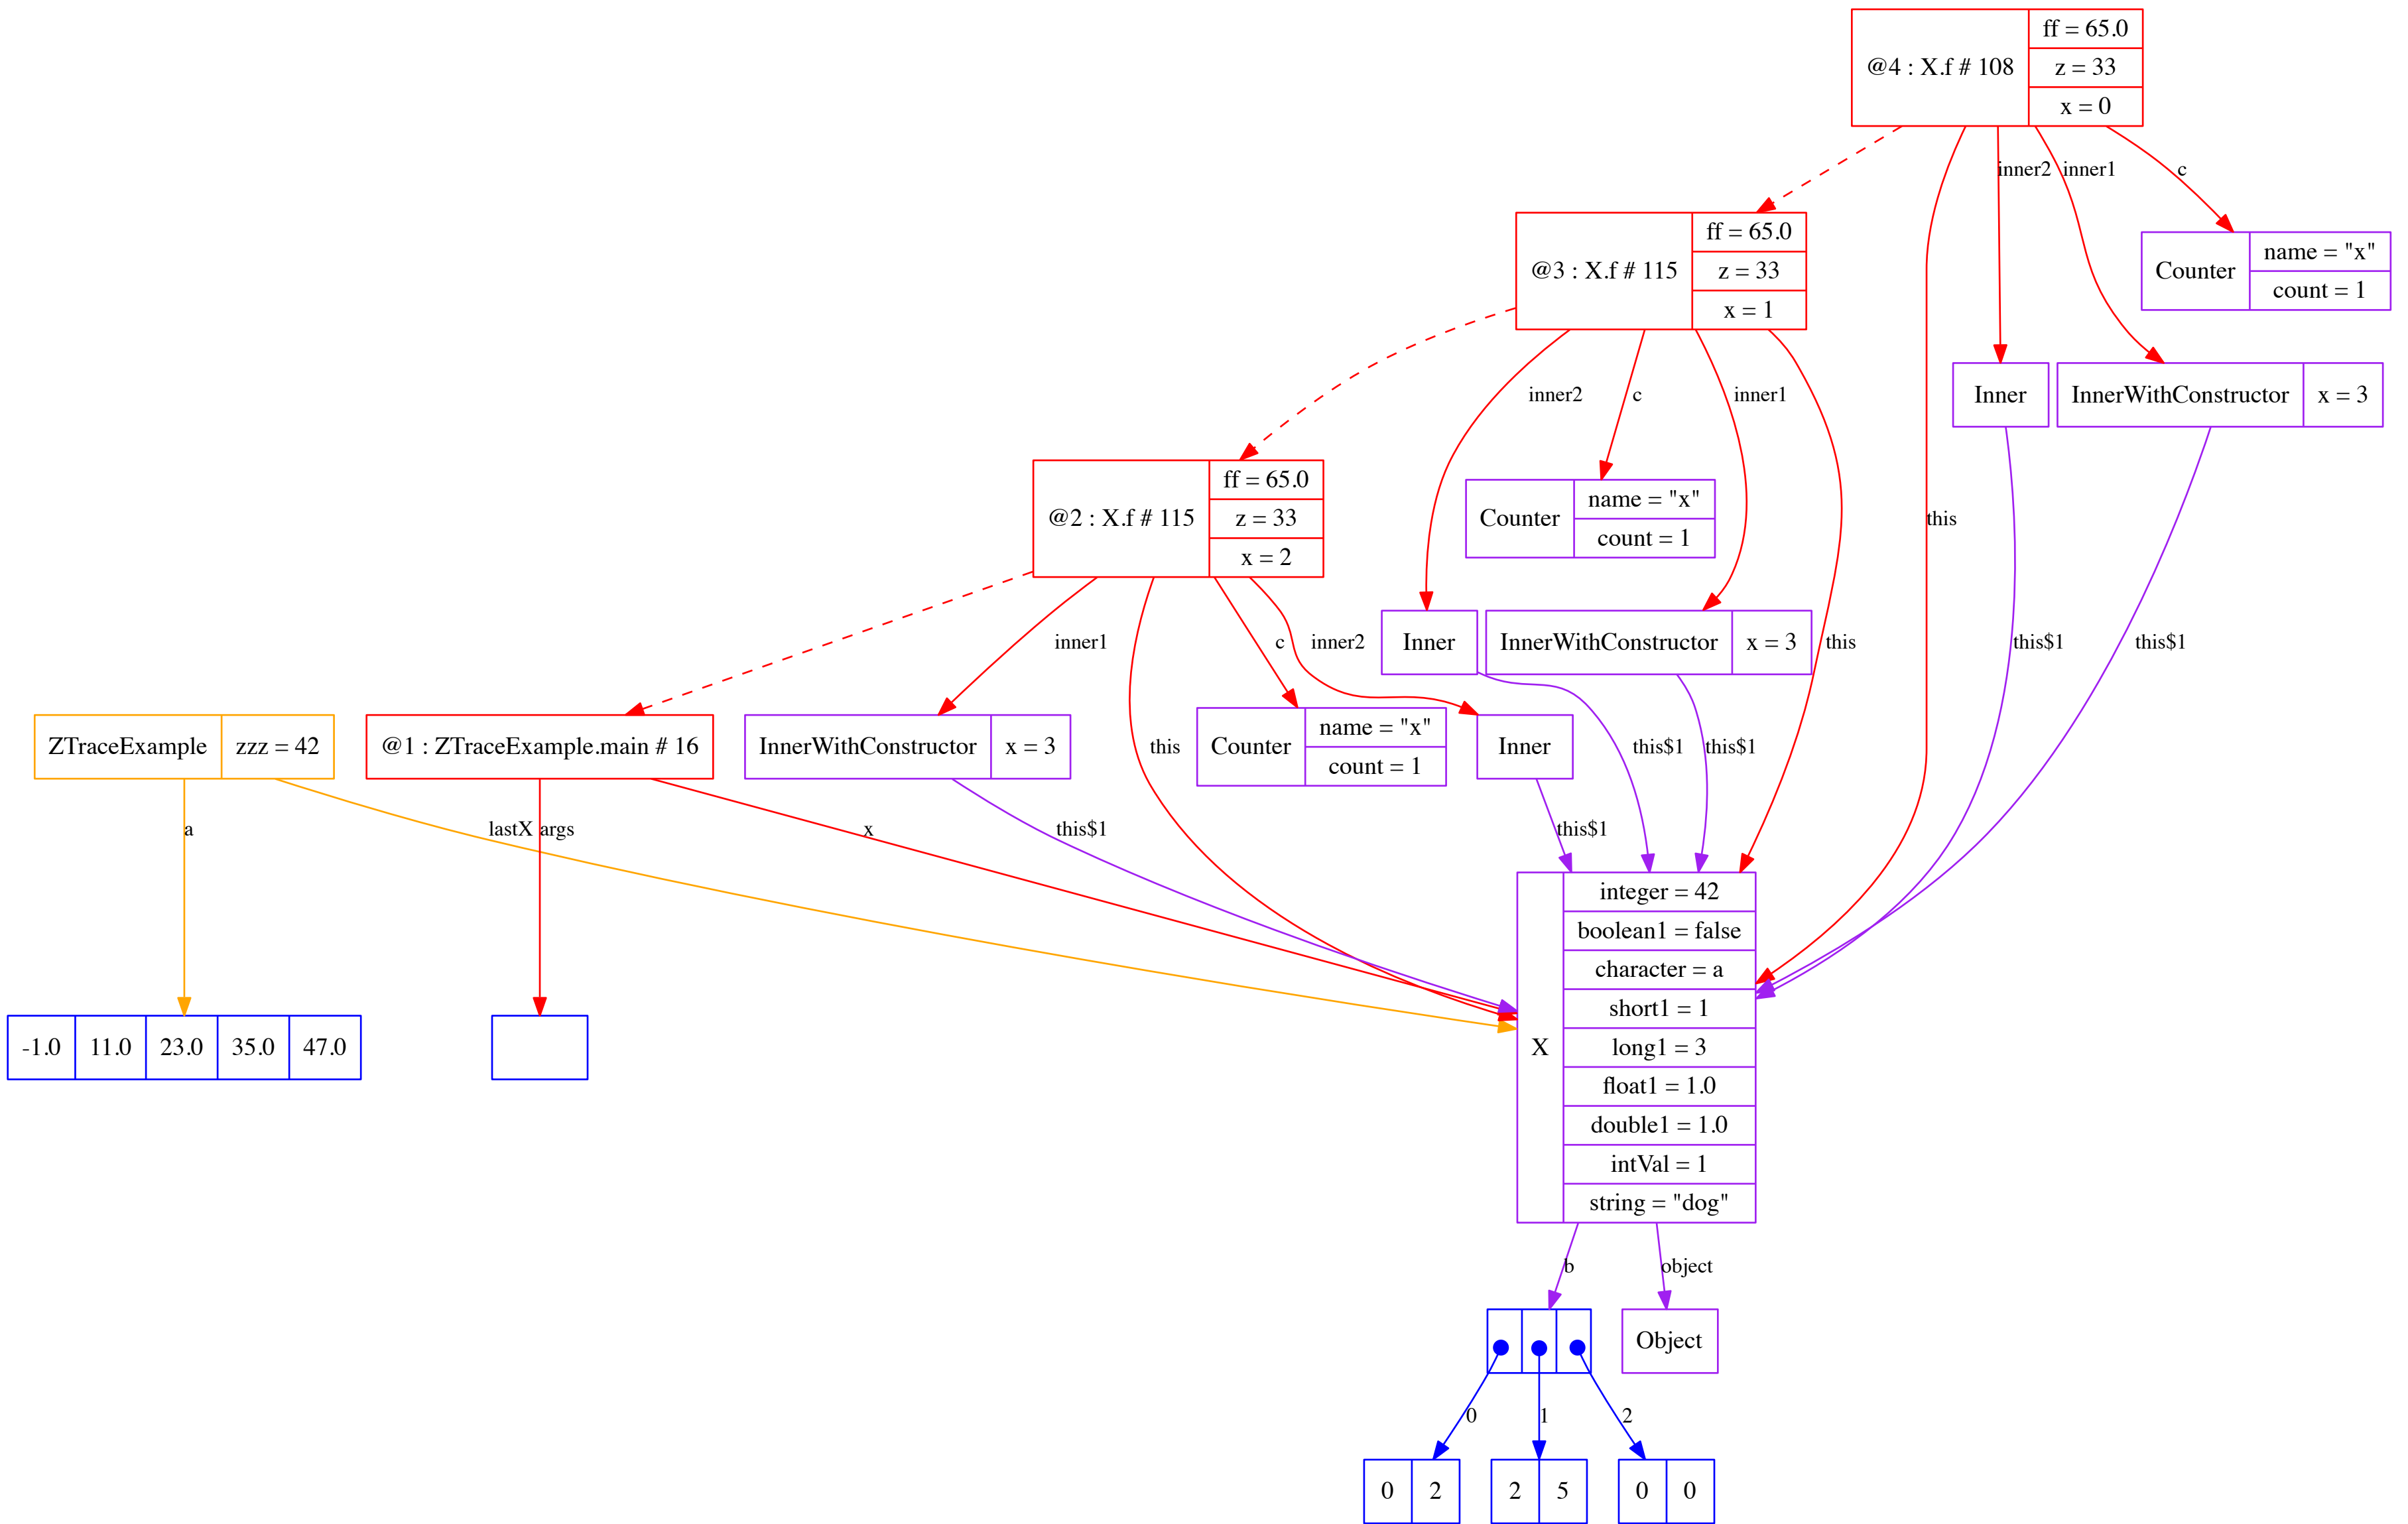 @4 : X.f # 108
ff = 65.0
z = 33
x = 0
inner2
inner1
c
Counter
name = "x"
count = 1
@3 : X.f # 115
ff = 65.0
z = 33
x = 1
inner2
c
inner1
Inner
InnerWithConstructor
x = 3
@2 : X.f # 115
ff = 65.0
z = 33
x = 2
Counter
name = "x"
count = 1
this
inner1
c
inner2
Inner
InnerWithConstructor
x = 3
this
this$1
this$1
ZTraceExample
zzz = 42
@1 : ZTraceExample.main # 16
InnerWithConstructor
x = 3
this
Counter
name = "x"
count = 1
Inner
this$1
this$1
a
lastX
args
x
this$1
this$1
X
integer = 42
boolean1 = false
character = a
short1 = 1
long1 = 3
float1 = 1.0
double1 = 1.0
intVal = 1
string = "dog"
-1.0
11.0
23.0
35.0
47.0
b
object
Object
0
1
2
0
2
2
5
0
0